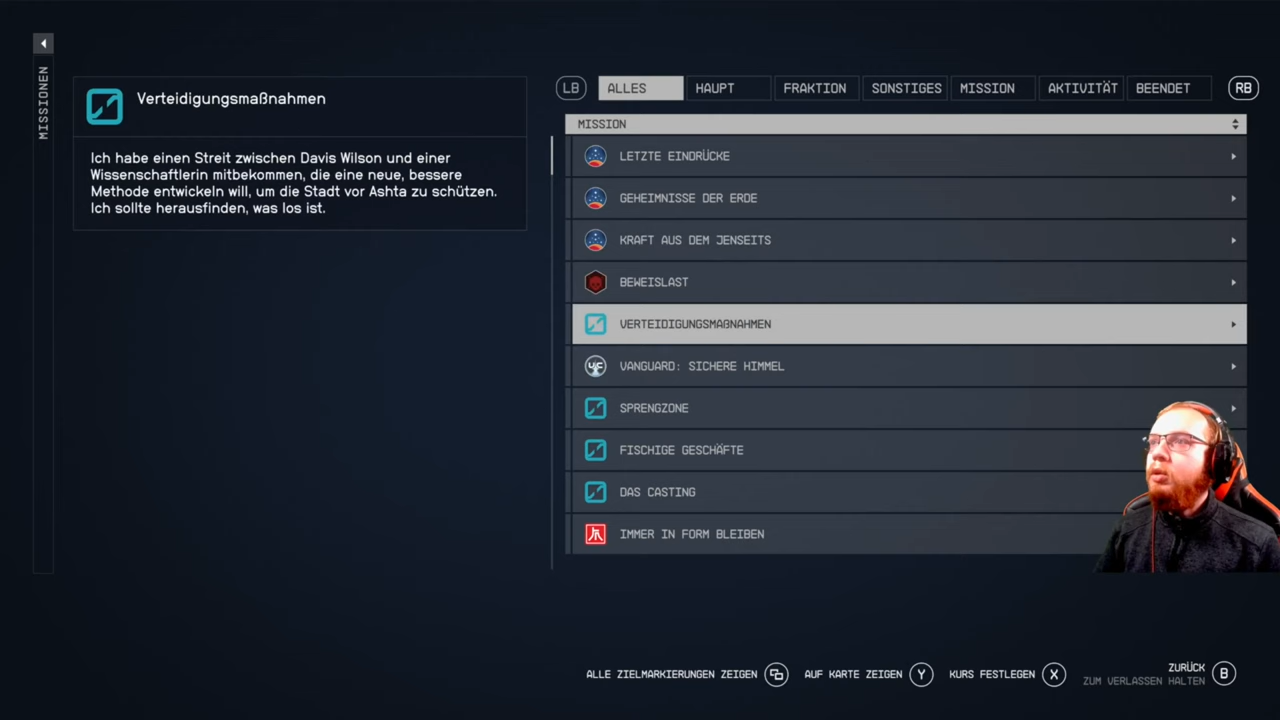 MISSIONEN
Verteidigungsmaßnahmen
Ich habe einen Streit zwischen Davis Wilson und einer
Wissenschaftlerin mitbekommen, die eine neue, bessere
Methode entwickeln will, um die Stadt vor Ashta zu schützen.
Ich sollte herausfinden, was los ist.
LB ALLES HAUPT FRAKTION SONSTIGES MISSION AKTIVITÄT BEENDET RB
MISSION
LETZTE EINDRÜCKE
GEHEIMNISSE DER ERDE
KRAFT AUS DEM JENSEITS
BEWEISLAST
VERTEIDIGUNGSMAßNAHMEN
UC VANGUARD: SICHERE HIMMEL
SPRENGZONE
FISCHIGE GESCHÄFTE
DAS CASTING
IMMER IN FORM BLEIBEN
ALLE ZIELMARKIERUNGEN ZEIGEN AUF KARTE ZEIGEN Y KURS FESTLEGEN X ZURÜCK B
ZUM VERLASSEN HALTEN